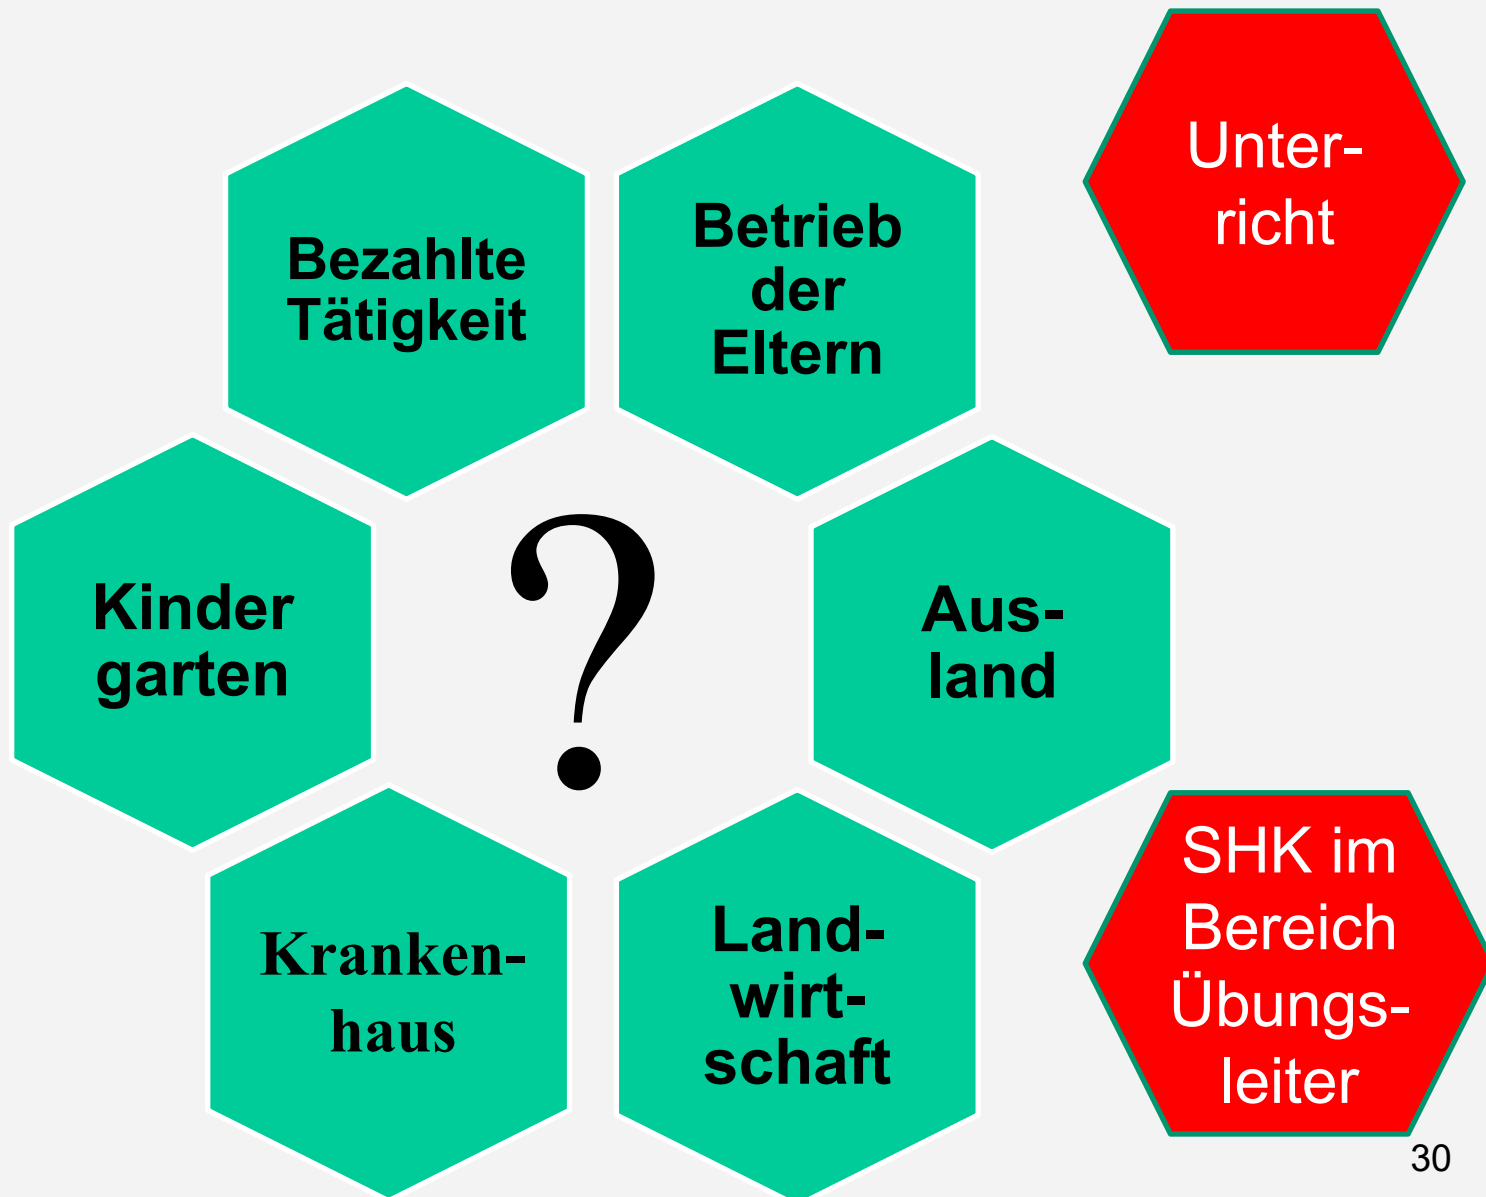 Bezahlte
Tätigkeit
Betrieb
der
Eltern
Unter-
richt
Kinder
garten
?
Aus-
land
Kranken-
haus
Land-
wirt-
schaft
SHK im
Bereich
Übungs-
leiter
30